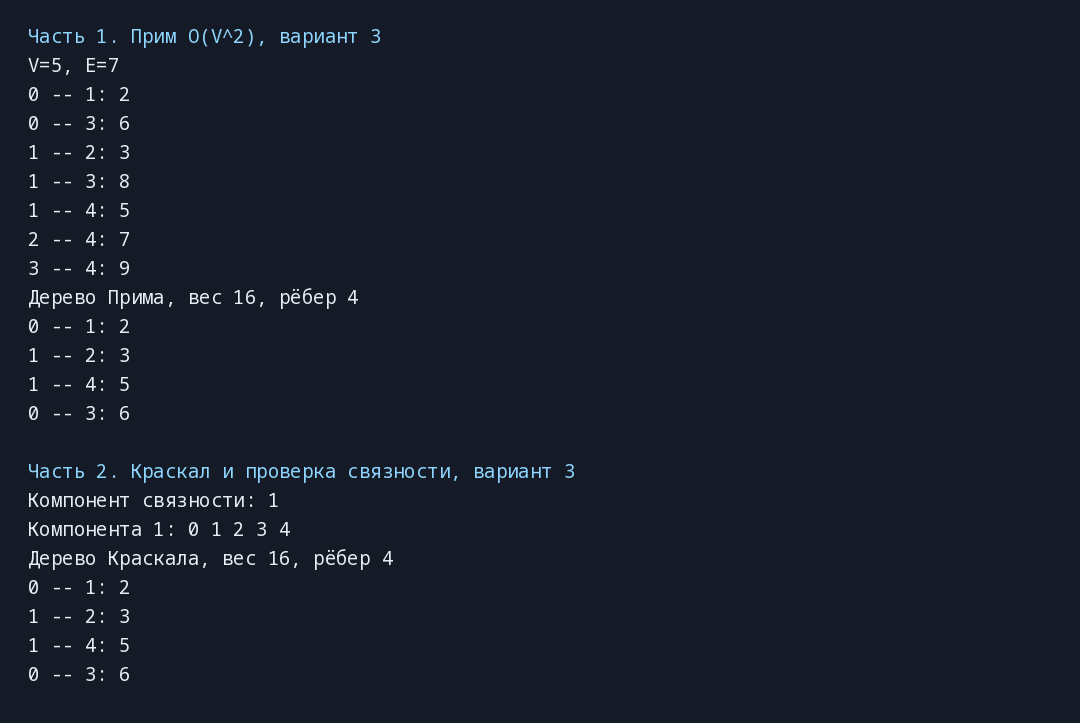 Часть 1. Прим O(V^2), вариант 3
V=5, E=7
0 -- 1: 2
0 -- 3: 6
1 -- 2: 3
1 -- 3: 8
1 -- 4: 5
2 -- 4: 7
3 -- 4: 9
Дерево Прима, вес 16, рёбер 4
0 -- 1: 2
1 -- 2: 3
1 -- 4: 5
0 -- 3: 6
Часть 2. Краскал и проверка связности, вариант 3
Компонент связности: 1
Компонента 1: 0 1 2 3 4
Дерево Краскала, вес 16, рёбер 4
0 -- 1: 2
1 -- 2: 3
1 -- 4: 5
0 -- 3: 6